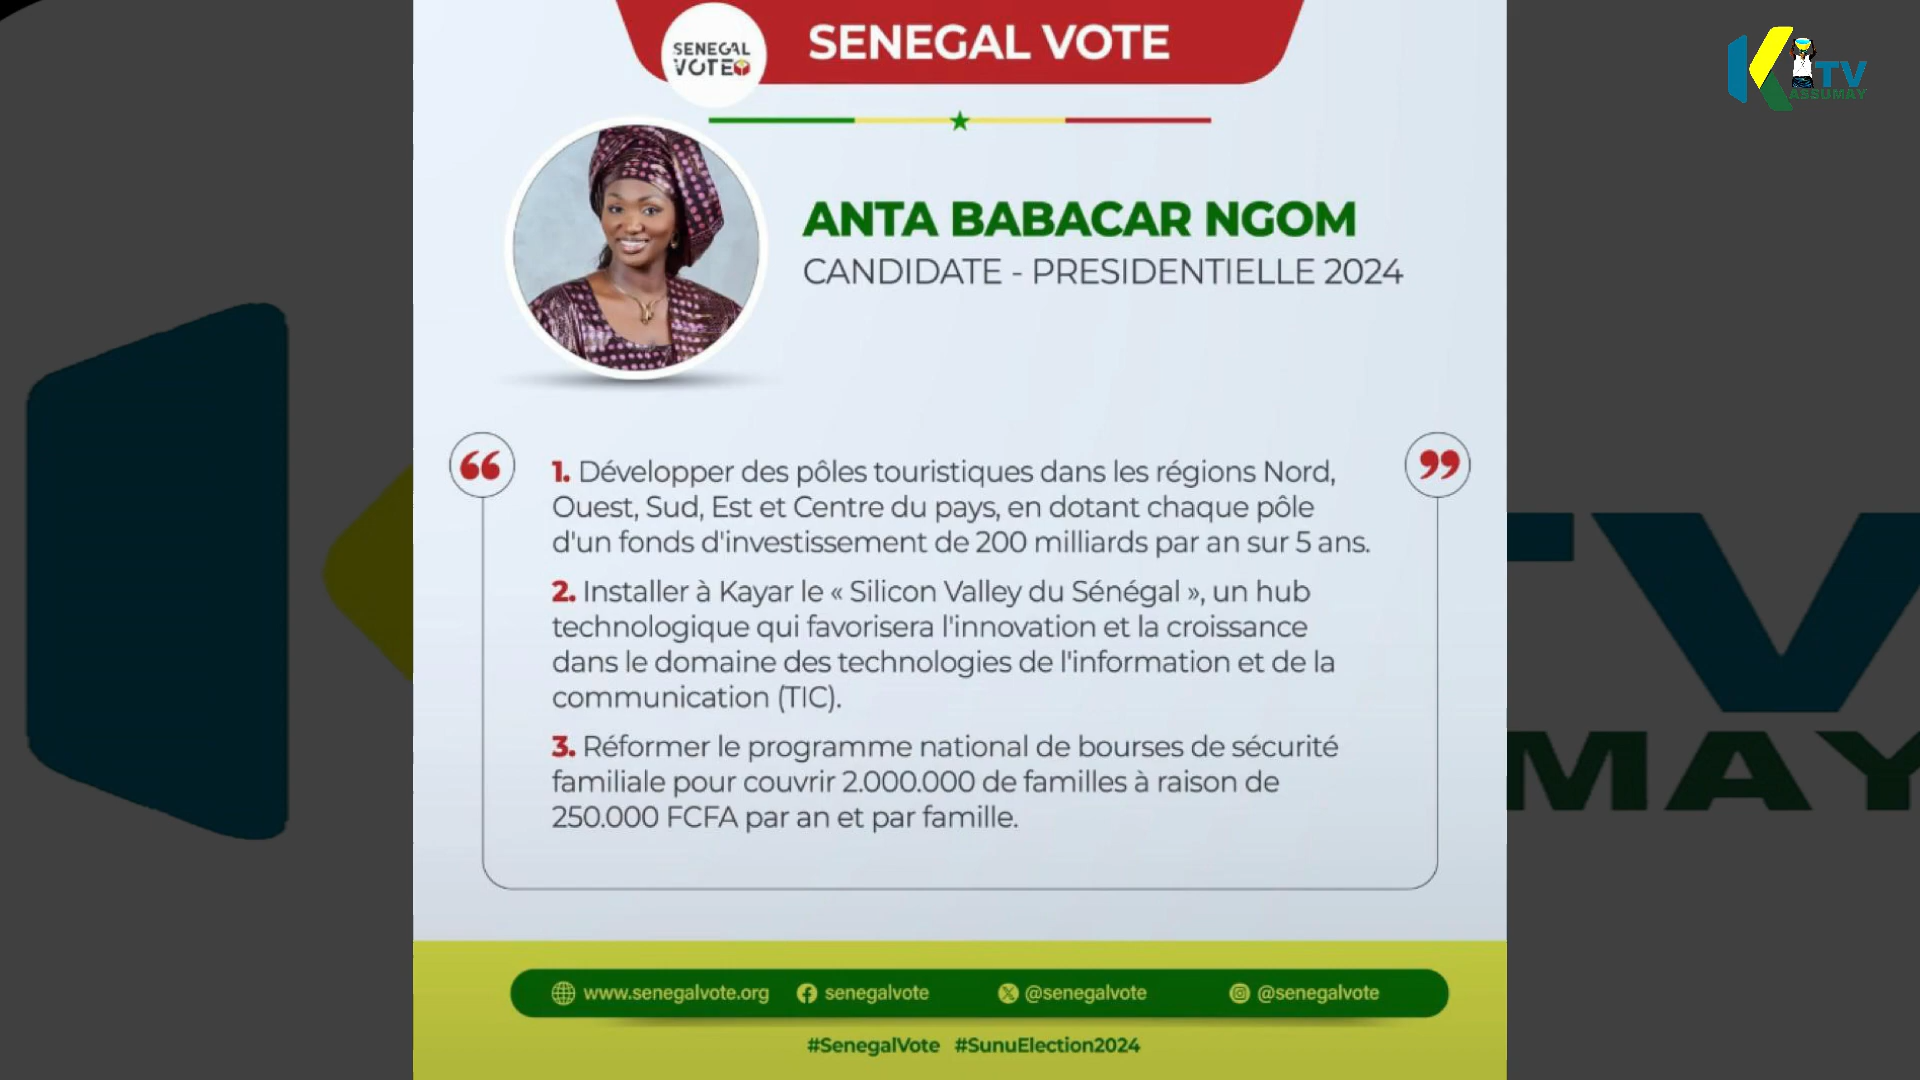 SENEGAL VOTE
SENEGAL
VOTE
K TV
ASSUMAY
ANTA BABACAR NGOM
CANDIDATE - PRESIDENTIELLE 2024
1. Développer des pôles touristiques dans les régions Nord,
Ouest, Sud, Est et Centre du pays, en dotant chaque pôle
d'un fonds d'investissement de 200 milliards par an sur 5 ans.
2. Installer à Kayar le « Silicon Valley du Sénégal », un hub
technologique qui favorisera l'innovation et la croissance
dans le domaine des technologies de l'information et de la
communication (TIC).
3. Réformer le programme national de bourses de sécurité
familiale pour couvrir 2.000.000 de familles à raison de
250.000 FCFA par an et par famille.
TV
MAY
www.senegalvote.org senegalvote @senegalvote @senegalvote
#SenegalVote #SunuElection2024